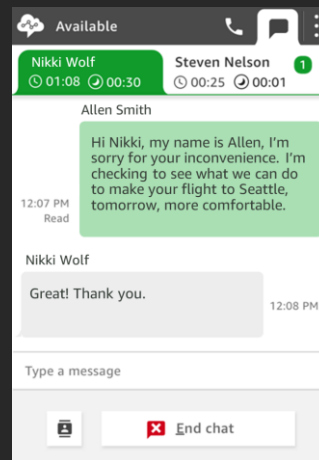 Available
Nikki Wolf
01:08 00:30
Steven Nelson 1
00:25 00:01
Allen Smith
Hi Nikki, my name is Allen, I'm
sorry for your inconvenience. I'm
checking to see what we can do
to make your flight to Seattle,
tomorrow, more comfortable.
12:07 PM
Read
Nikki Wolf
Great! Thank you.
12:08 PM
Type a message
End chat